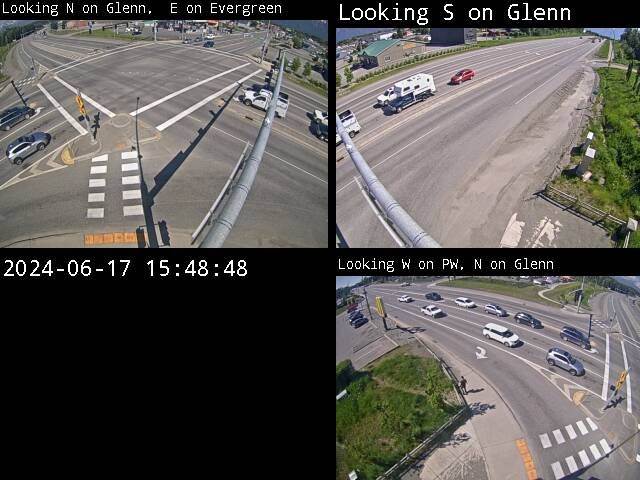 Looking N on Glenn,  E on Evergreen
Looking S on Glenn
2024-06-17 15:48:48
Looking W on PW, N on Glenn